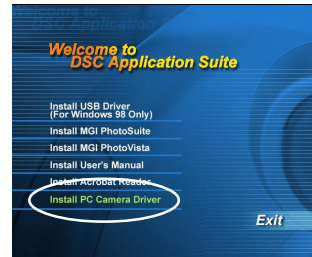 Welcome to
DSC Application Suite
Install USB Driver
(For Windows 98 Only)
Install MGI PhotoSuite
Install MGI PhotoVista
Install User's Manual
Install Acrobat Reader
Install PC Camera Driver
Exit